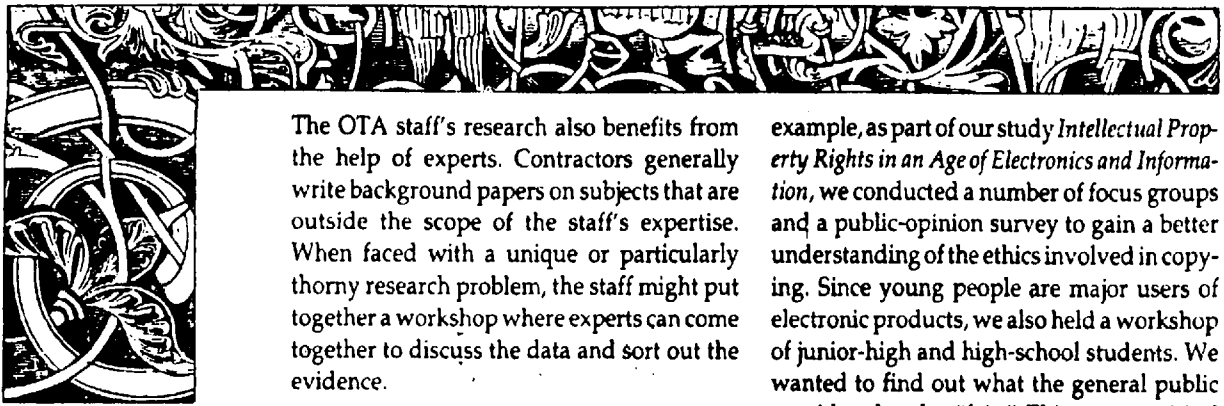 The OTA staff's research also benefits from
the help of experts. Contractors generally
write background papers on subjects that are
outside the scope of the staff's expertise.
When faced with a unique or particularly
thorny research problem, the staff might put
together a workshop where experts can come
together to discuss the data and sort out the
evidence.
example, as part of our study Intellectual Prop-
erty Rights in an Age of Electronics and Informa-
tion, we conducted a number of focus groups
and a public-opinion survey to gain a better
understanding of the ethics involved in copy-
ing. Since young people are major users of
electronic products, we also held a workshop
of junior-high and high-school students. We
wanted to find out what the general public